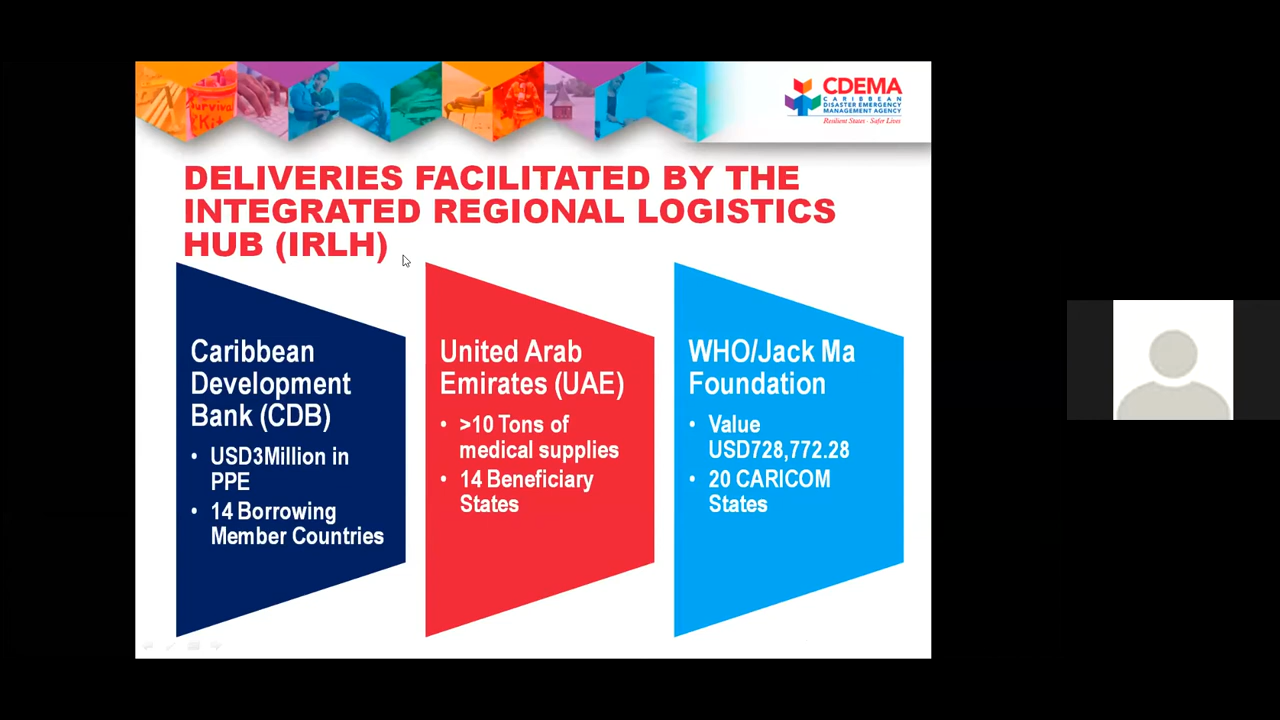 Survival
Kit
CDEMA
CARIBBEAN
DISASTER EMERGENCY
MANAGEMENT AGENCY
Resilient States - Safer Lives
DELIVERIES FACILITATED BY THE
INTEGRATED REGIONAL LOGISTICS
HUB (IRLH)
Caribbean
Development
Bank (CDB)
• USD3Million in
PPE
• 14 Borrowing
Member Countries
United Arab
Emirates (UAE)
• >10 Tons of
medical supplies
• 14 Beneficiary
States
WHO/Jack Ma
Foundation
• Value
USD728,772.28
• 20 CARICOM
States